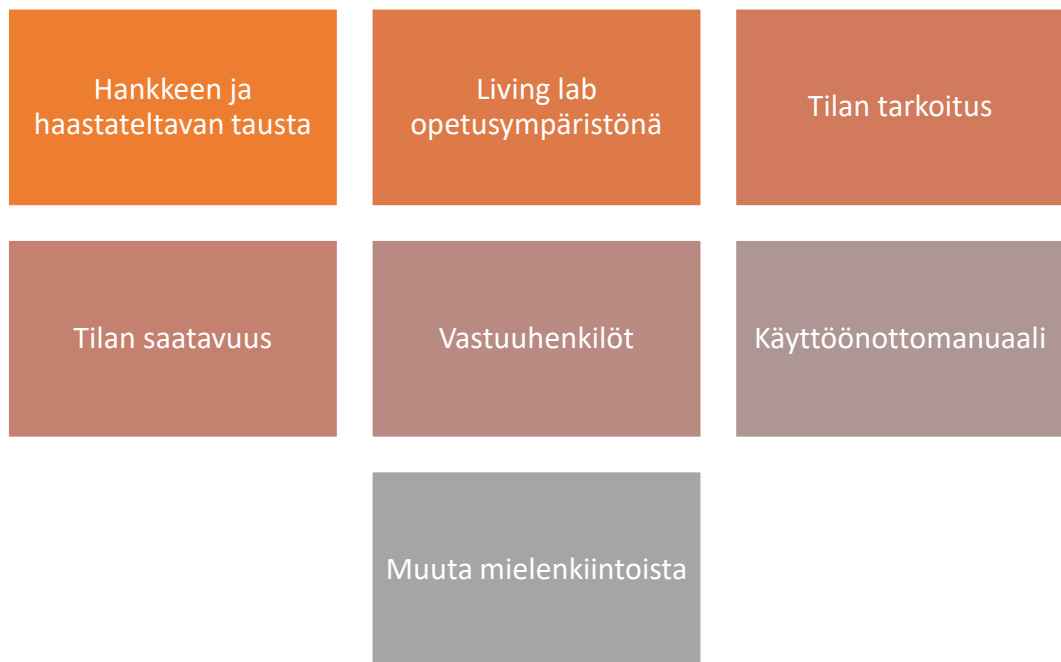 Hankkeen ja
haastateltavan tausta
Living lab
opetusympäristönä
Tilan tarkoitus
Tilan saatavuus
Vastuuhenkilöt
Käyttöönottomanuaali
Muuta mielenkiintoista